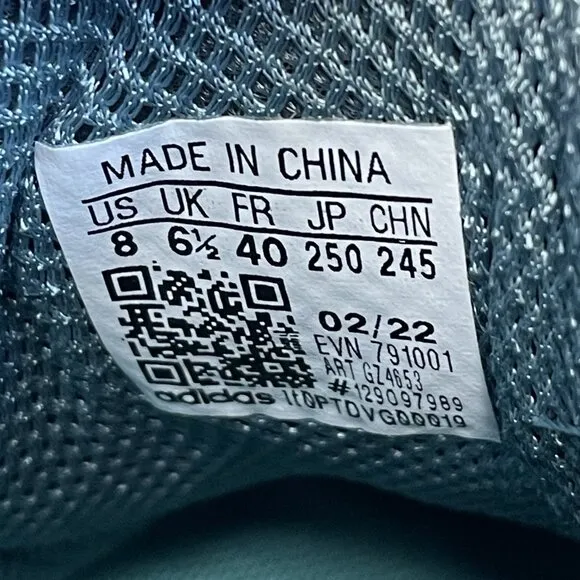 MADE IN CHINA
US UK FR JP CHN
8 6½ 40 250 245
02/22
EVN 791001
ART GZ4653
#129097989
adidas 1F0PTDVG00019